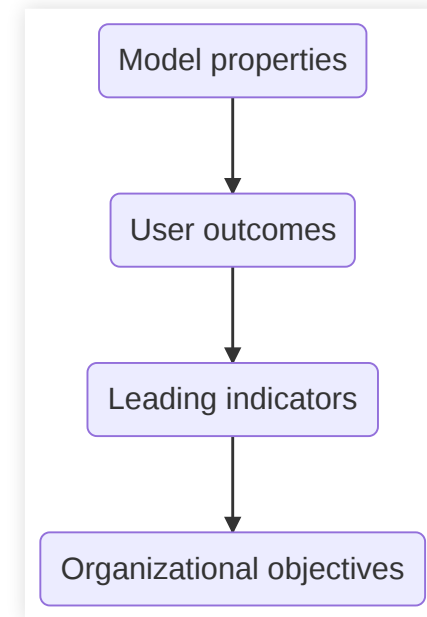 Model properties
User outcomes
Leading indicators
Organizational objectives